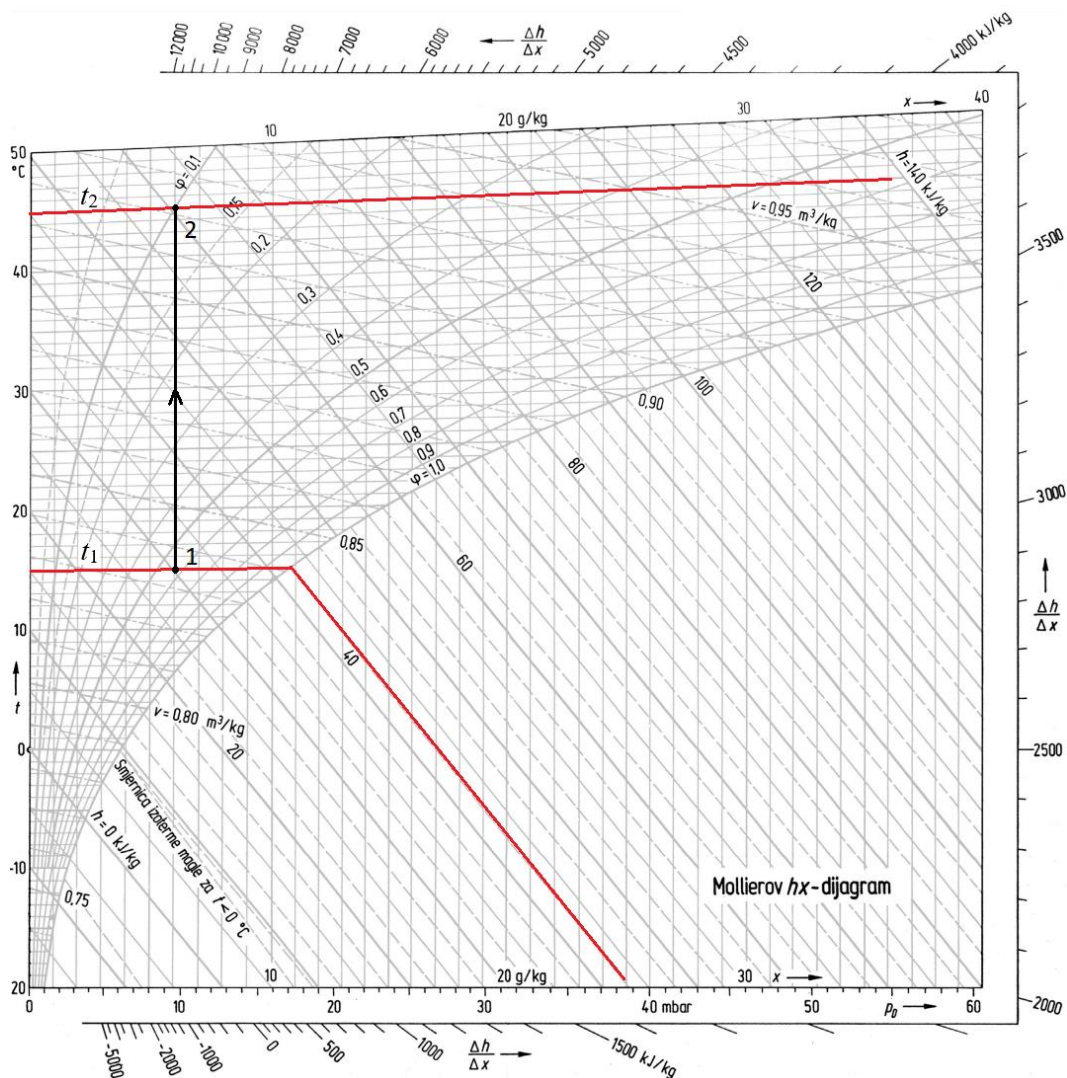 12000
10000
9000
8000
7000
6000
Δh
Δx
5000
4500
4000 kJ/kg
10
20 g/kg
30
x
40
50
°C
φ=0,1
h=140 kJ/kg
t2
0,15
v=0,95 m³/kg
2
0,2
3500
40
0,3
120
0,4
0,5
30
0,6
100
0,7
0,90
0,8
0,9
φ=1,0
80
3000
20
0,85
t1
1
60
Δh
Δx
10
40
t
v=0,80 m³/kg
0
20
2500
Smjernica izoterme magle za t<0 °C
h=0 kJ/kg
-10
Mollierov hx-dijagram
0,75
10
20 g/kg
30
x
20
0
10
20
30
40 mbar
50
pD
60
2000
-5000
-2000
-1000
0
500
1000
Δh
Δx
1500 kJ/kg